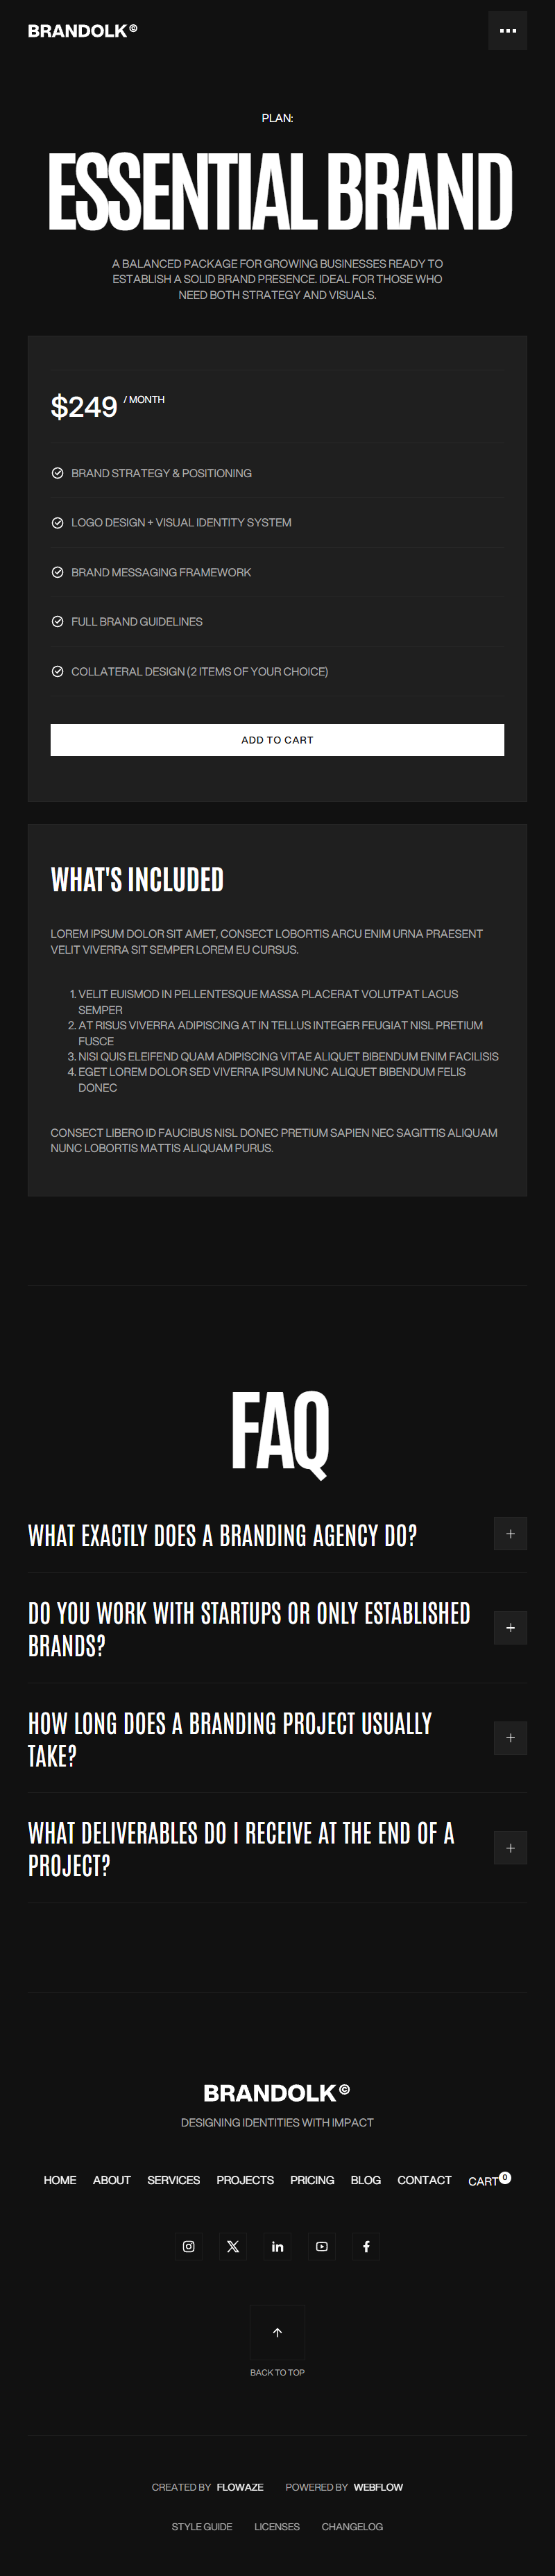 BRANDOLK©
PLAN:
ESSENTIAL BRAND
A BALANCED PACKAGE FOR GROWING BUSINESSES READY TO
ESTABLISH A SOLID BRAND PRESENCE. IDEAL FOR THOSE WHO
NEED BOTH STRATEGY AND VISUALS.
$249 / MONTH
BRAND STRATEGY & POSITIONING
LOGO DESIGN + VISUAL IDENTITY SYSTEM
BRAND MESSAGING FRAMEWORK
FULL BRAND GUIDELINES
COLLATERAL DESIGN (2 ITEMS OF YOUR CHOICE)
ADD TO CART
WHAT'S INCLUDED
LOREM IPSUM DOLOR SIT AMET, CONSECT LOBORTIS ARCU ENIM URNA PRAESENT
VELIT VIVERRA SIT SEMPER LOREM EU CURSUS.
1. VELIT EUISMOD IN PELLENTESQUE MASSA PLACERAT VOLUTPAT LACUS
SEMPER
2. AT RISUS VIVERRA ADIPISCING AT IN TELLUS INTEGER FEUGIAT NISL PRETIUM
FUSCE
3. NISI QUIS ELEIFEND QUAM ADIPISCING VITAE ALIQUET BIBENDUM ENIM FACILISIS
4. EGET LOREM DOLOR SED VIVERRA IPSUM NUNC ALIQUET BIBENDUM FELIS
DONEC
CONSECT LIBERO ID FAUCIBUS NISL DONEC PRETIUM SAPIEN NEC SAGITTIS ALIQUAM
NUNC LOBORTIS MATTIS ALIQUAM PURUS.
FAQ
WHAT EXACTLY DOES A BRANDING AGENCY DO?
DO YOU WORK WITH STARTUPS OR ONLY ESTABLISHED
BRANDS?
HOW LONG DOES A BRANDING PROJECT USUALLY
TAKE?
WHAT DELIVERABLES DO I RECEIVE AT THE END OF A
PROJECT?
BRANDOLK©
DESIGNING IDENTITIES WITH IMPACT
HOME ABOUT SERVICES PROJECTS PRICING BLOG CONTACT CART 0
BACK TO TOP
CREATED BY FLOWAZE POWERED BY WEBFLOW
STYLE GUIDE LICENSES CHANGELOG